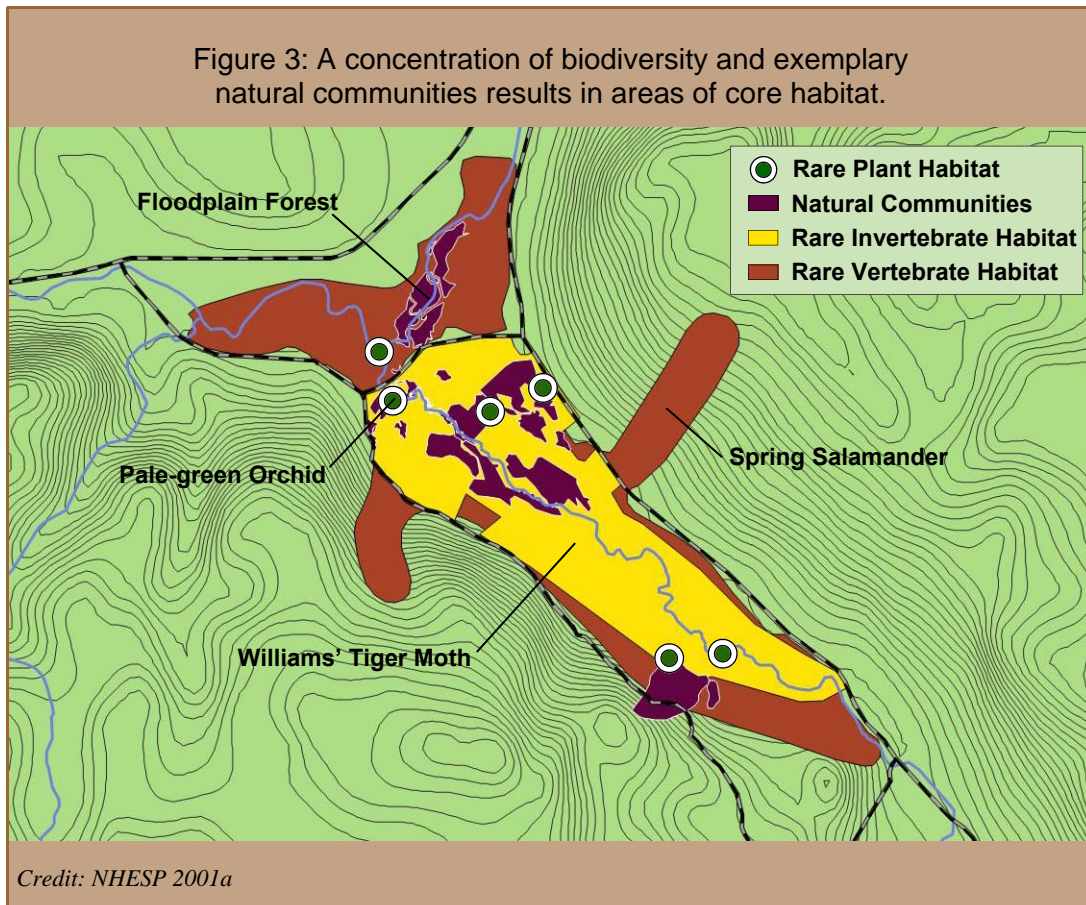 Figure 3: A concentration of biodiversity and exemplary
natural communities results in areas of core habitat.
Rare Plant Habitat
Natural Communities
Rare Invertebrate Habitat
Rare Vertebrate Habitat
Floodplain Forest
Pale-green Orchid
Spring Salamander
Williams' Tiger Moth
Credit: NHESP 2001a